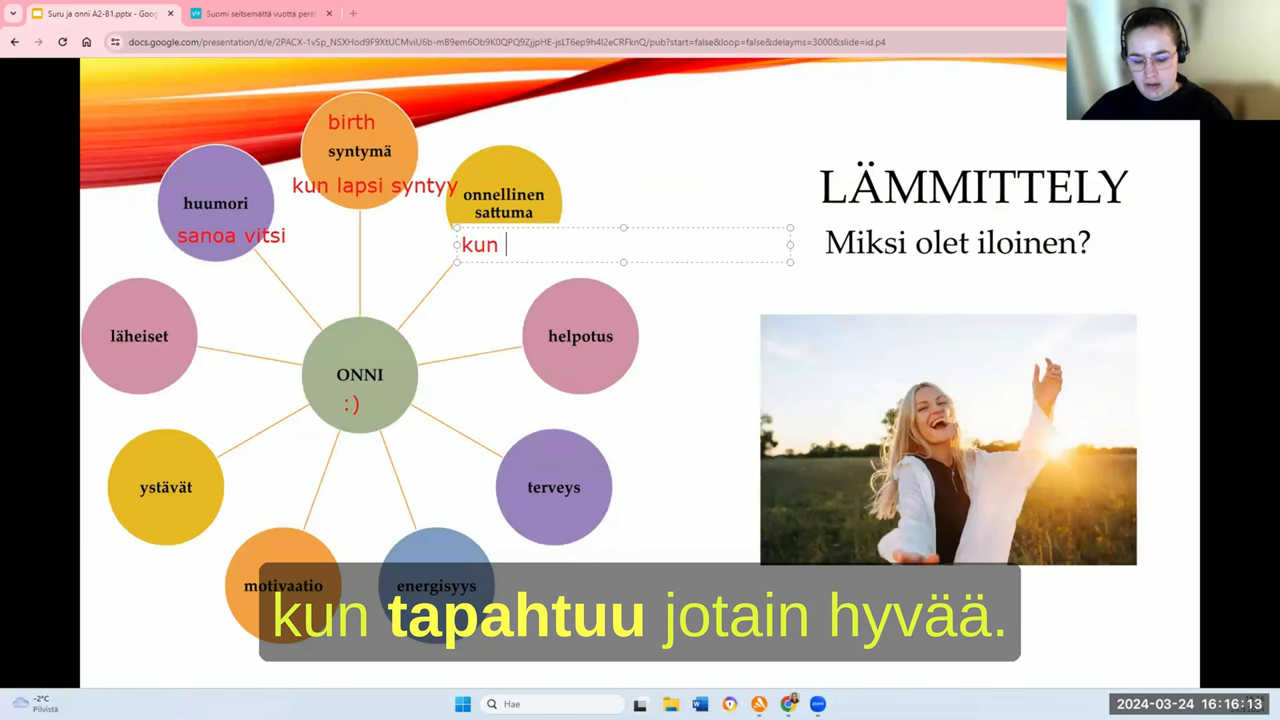 Suru ja onni A2-B1.pptx - Goog
Suomi seitsemättä vuotta perät
docs.google.com/presentation/d/e/2PACX-1vSp_NSXHod9F9XtUCMviU6b-mB9em6Ob9K0QPQ9ZjjpHE-jsLT6ep9h4I2eCRFknQ/pub?start=false&loop=false&delayms=3000&slide=id.p4
birth
syntymä
kun lapsi syntyy
huumori
sanoa vitsi
onnellinen
sattuma
kun
LÄMMITTELY
Miksi olet iloinen?
läheiset
helpotus
ONNI
:)
ystävät
terveys
motivaatio
energisyys
kun tapahtuu jotain hyvää.
-2°C
Pilvistä
Hae
2024-03-24 16:16:13